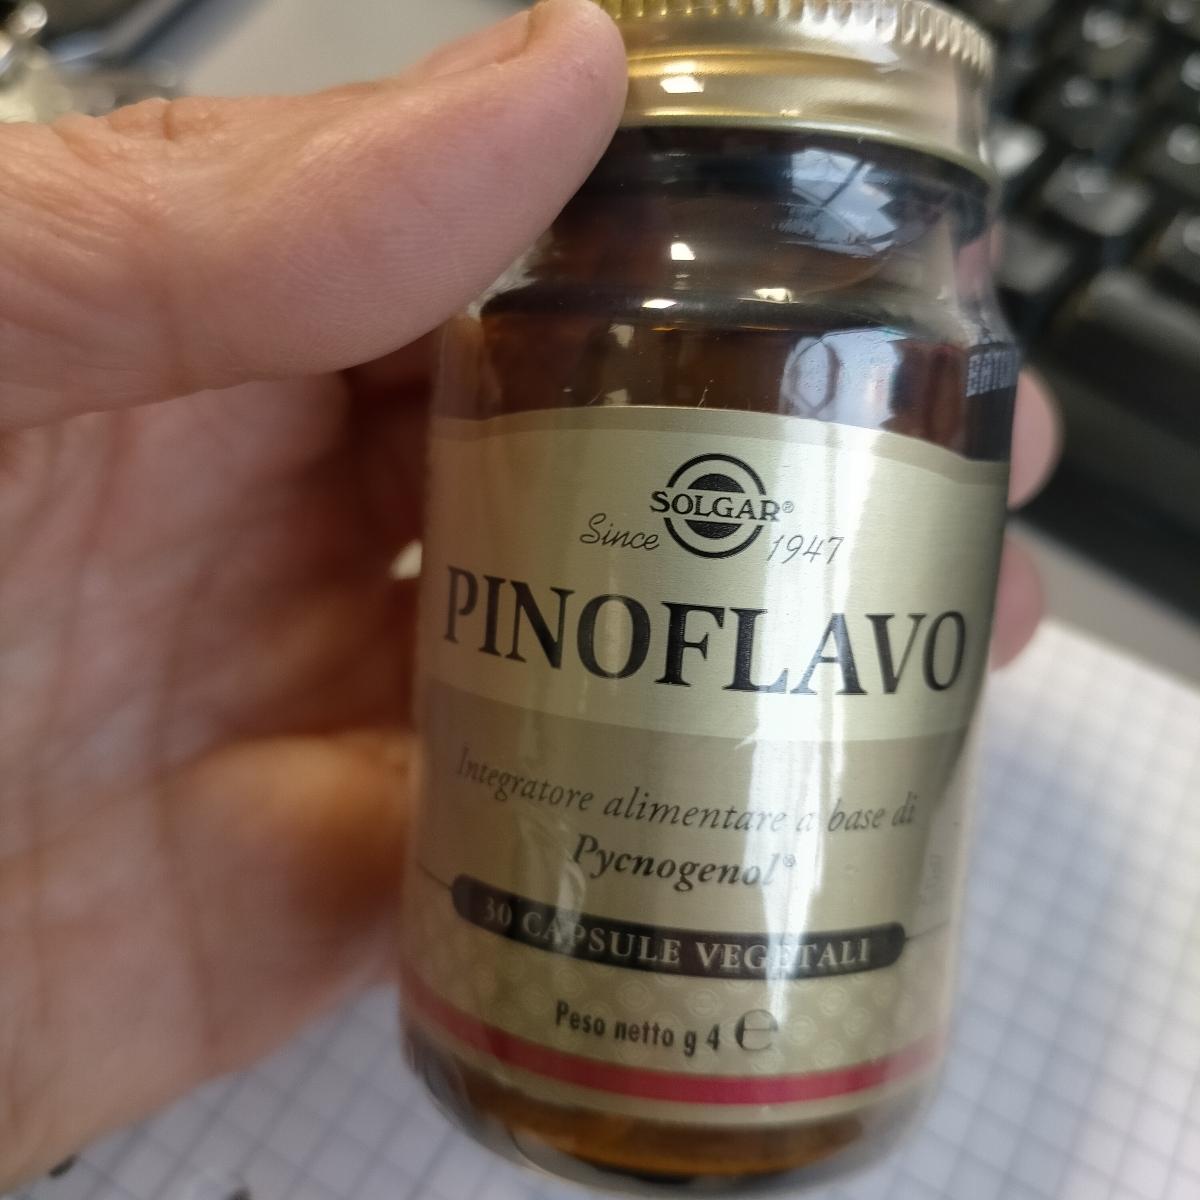 SOLGAR®
Since 1947
PINOFLAVO
Integratore alimentare a base di
Pycnogenol®
30 CAPSULE VEGETALI
Peso netto g 4 ℮